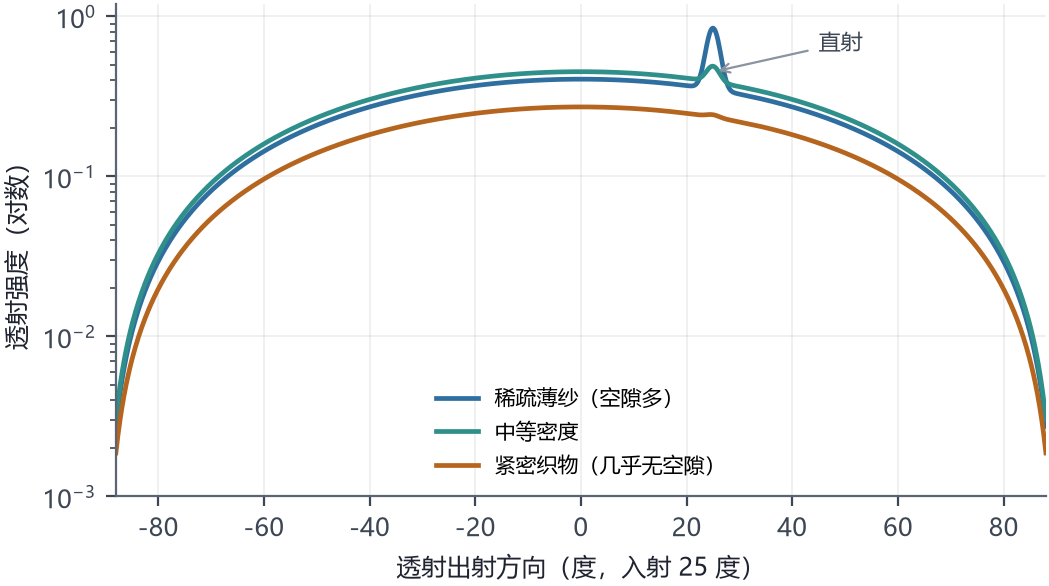 10⁰
10⁻¹
10⁻²
10⁻³
透射强度（对数）
直射
稀疏薄纱（空隙多）
中等密度
紧密织物（几乎无空隙）
-80 -60 -40 -20 0 20 40 60 80
透射出射方向（度，入射 25 度）